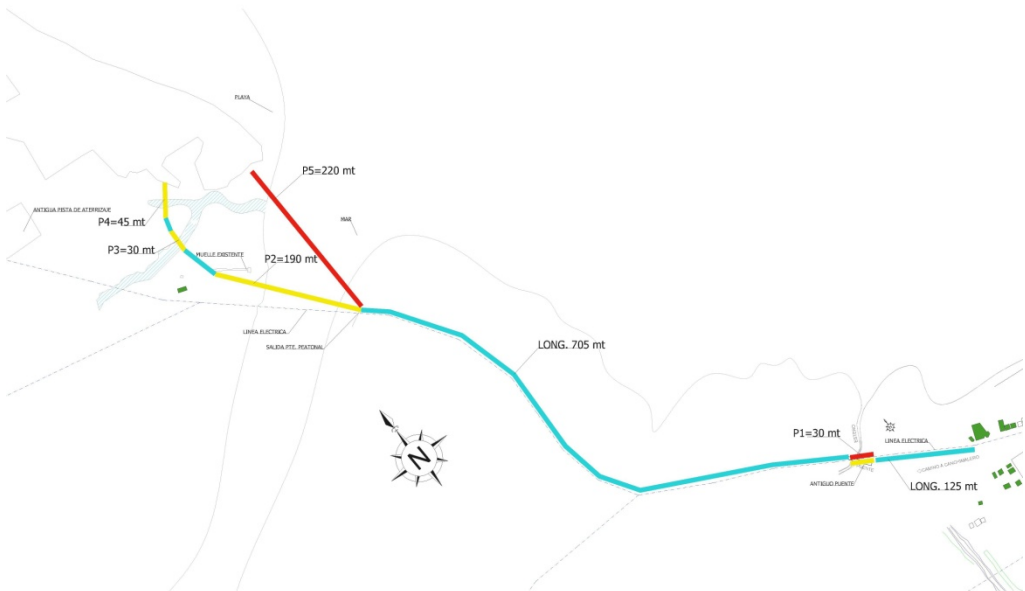 PLAYA
P5=220 mt
ANTIGUA PISTA DE ATERRIZAJE
P4=45 mt
MAR
P3=30 mt
MUELLE EXISTENTE
P2=190 mt
LINEA ELECTRICA
SALIDA PTE. PEATONAL
LONG. 705 mt
N
P1=30 mt
LINEA ELECTRICA
ANTIGUO PUENTE
LONG. 125 mt